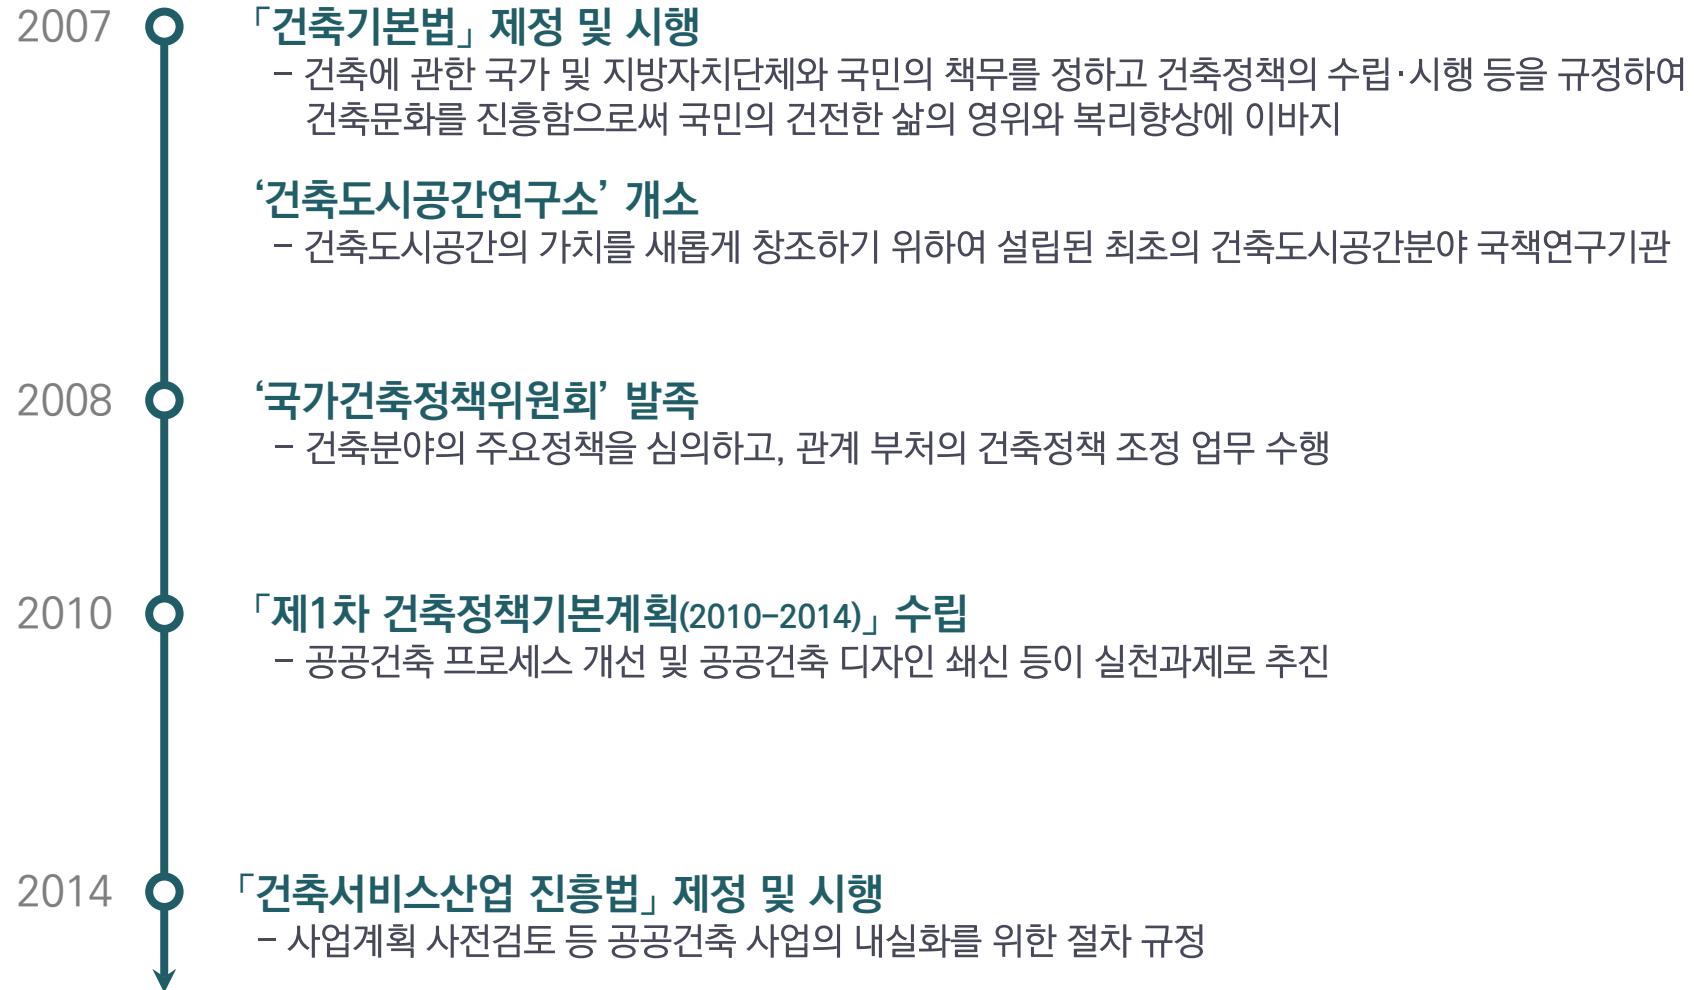 2007
「건축기본법」 제정 및 시행
– 건축에 관한 국가 및 지방자치단체와 국민의 책무를 정하고 건축정책의 수립·시행 등을 규정하여
건축문화를 진흥함으로써 국민의 건전한 삶의 영위와 복리향상에 이바지
‘건축도시공간연구소’ 개소
– 건축도시공간의 가치를 새롭게 창조하기 위하여 설립된 최초의 건축도시공간분야 국책연구기관
2008
‘국가건축정책위원회’ 발족
– 건축분야의 주요정책을 심의하고, 관계 부처의 건축정책 조정 업무 수행
2010
「제1차 건축정책기본계획(2010–2014)」 수립
– 공공건축 프로세스 개선 및 공공건축 디자인 쇄신 등이 실천과제로 추진
2014
「건축서비스산업 진흥법」 제정 및 시행
– 사업계획 사전검토 등 공공건축 사업의 내실화를 위한 절차 규정